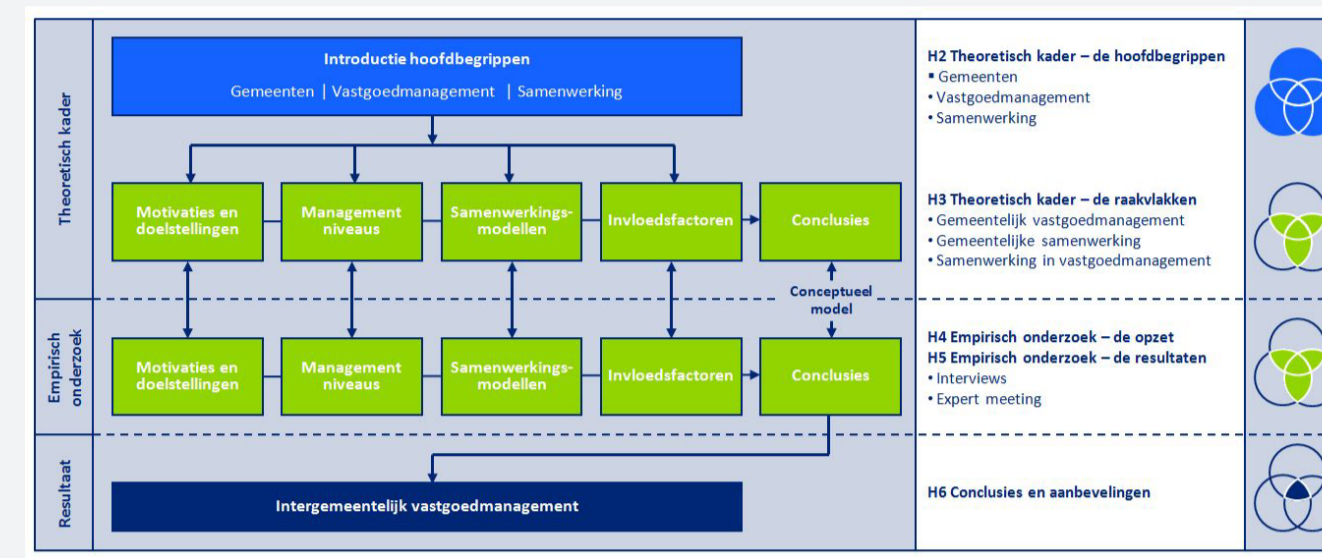 Theoretisch kader
Introductie hoofdbegrippen
Gemeenten | Vastgoedmanagement | Samenwerking
H2 Theoretisch kader – de hoofdbegrippen
▪ Gemeenten
• Vastgoedmanagement
• Samenwerking
Motivaties en
doelstellingen
Management
niveaus
Samenwerkings-
modellen
Invloedsfactoren
Conclusies
H3 Theoretisch kader – de raakvlakken
• Gemeentelijk vastgoedmanagement
• Gemeentelijke samenwerking
• Samenwerking in vastgoedmanagement
Conceptueel
model
Empirisch
onderzoek
Motivaties en
doelstellingen
Management
niveaus
Samenwerkings-
modellen
Invloedsfactoren
Conclusies
H4 Empirisch onderzoek – de opzet
H5 Empirisch onderzoek – de resultaten
• Interviews
• Expert meeting
Resultaat
Intergemeentelijk vastgoedmanagement
H6 Conclusies en aanbevelingen